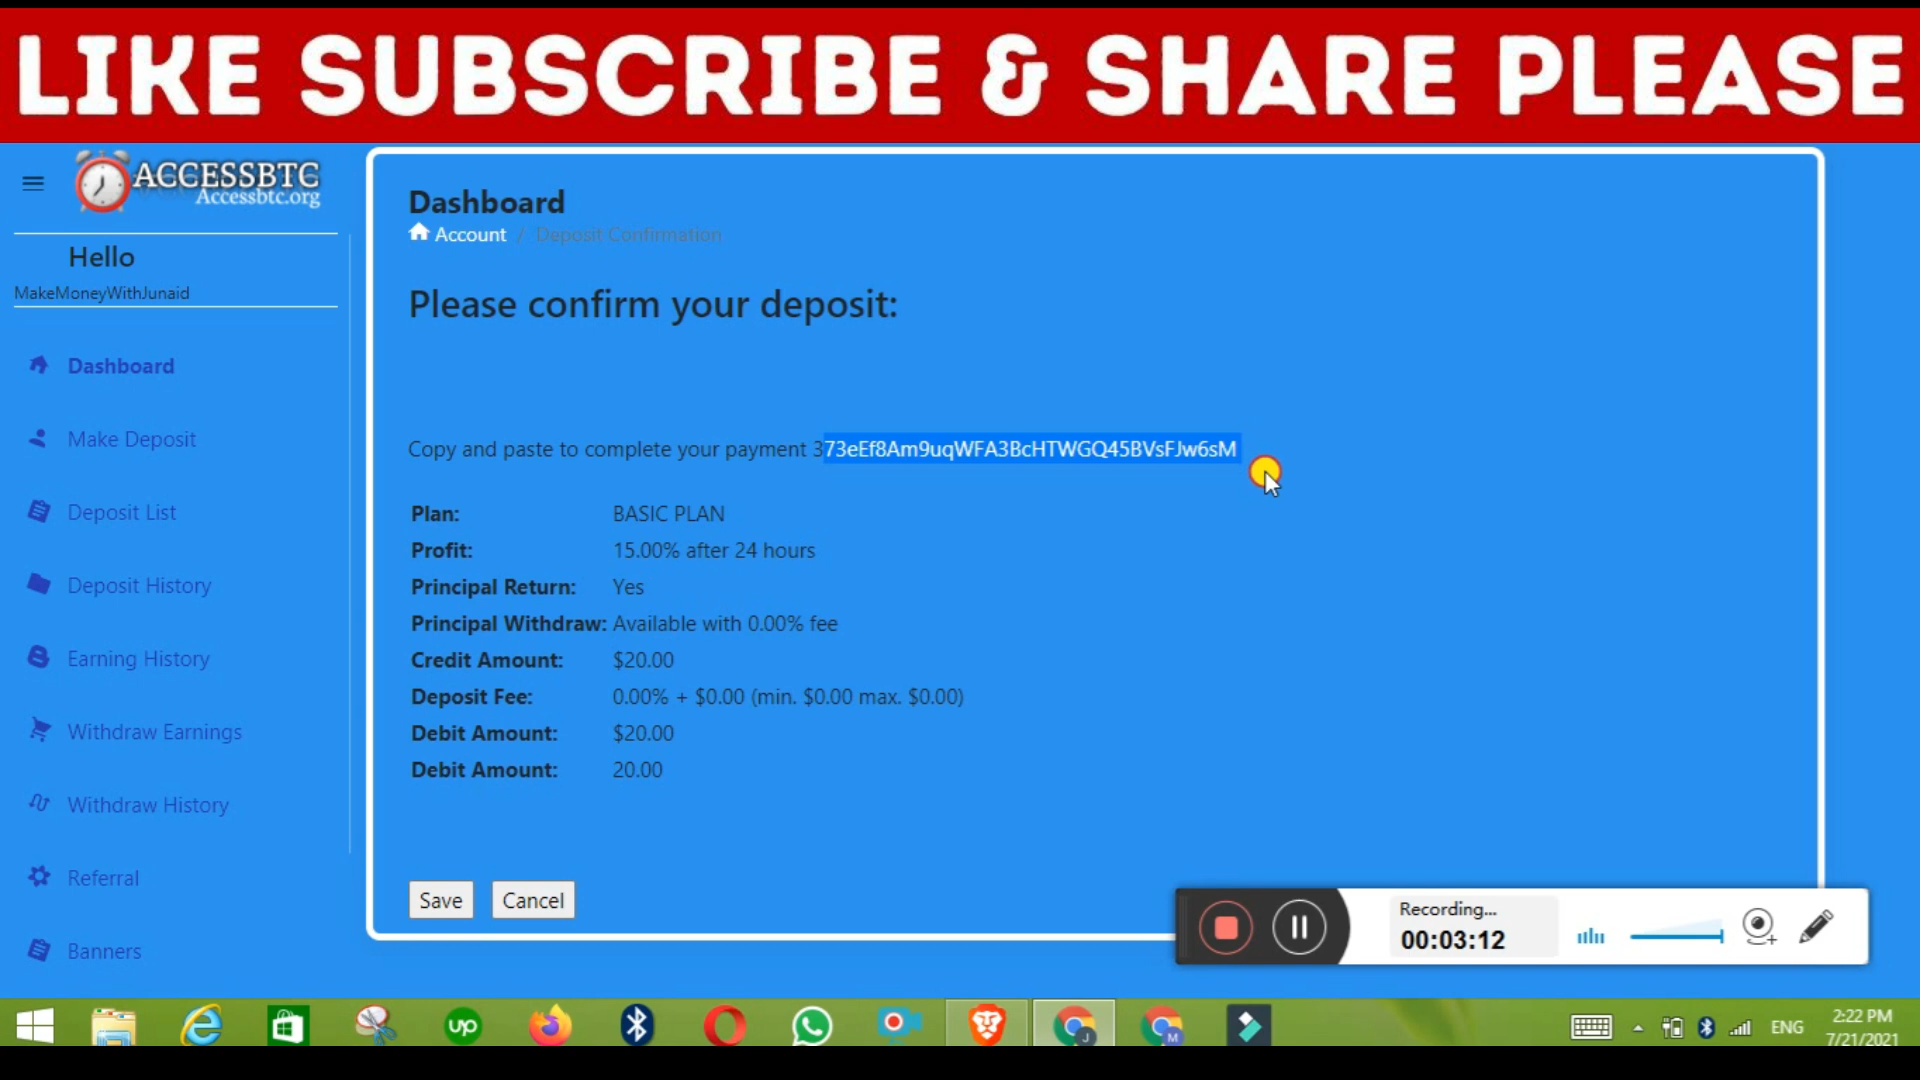 LIKE SUBSCRIBE & SHARE PLEASE
ACCESSBTC
Accessbtc.org
Hello
MakeMoneyWithJunaid
Dashboard
Make Deposit
Deposit List
Deposit History
Earning History
Withdraw Earnings
Withdraw History
Referral
Banners
Dashboard
Account / Deposit Confirmation
Please confirm your deposit:
Copy and paste to complete your payment 373eEf8Am9uqWFA3BcHTWGQ45BVsFJw6sM
Plan: BASIC PLAN
Profit: 15.00% after 24 hours
Principal Return: Yes
Principal Withdraw: Available with 0.00% fee
Credit Amount: $20.00
Deposit Fee: 0.00% + $0.00 (min. $0.00 max. $0.00)
Debit Amount: $20.00
Debit Amount: 20.00
Save Cancel
Recording...
00:03:12
up
J
M
ENG
2:22 PM
7/21/2021